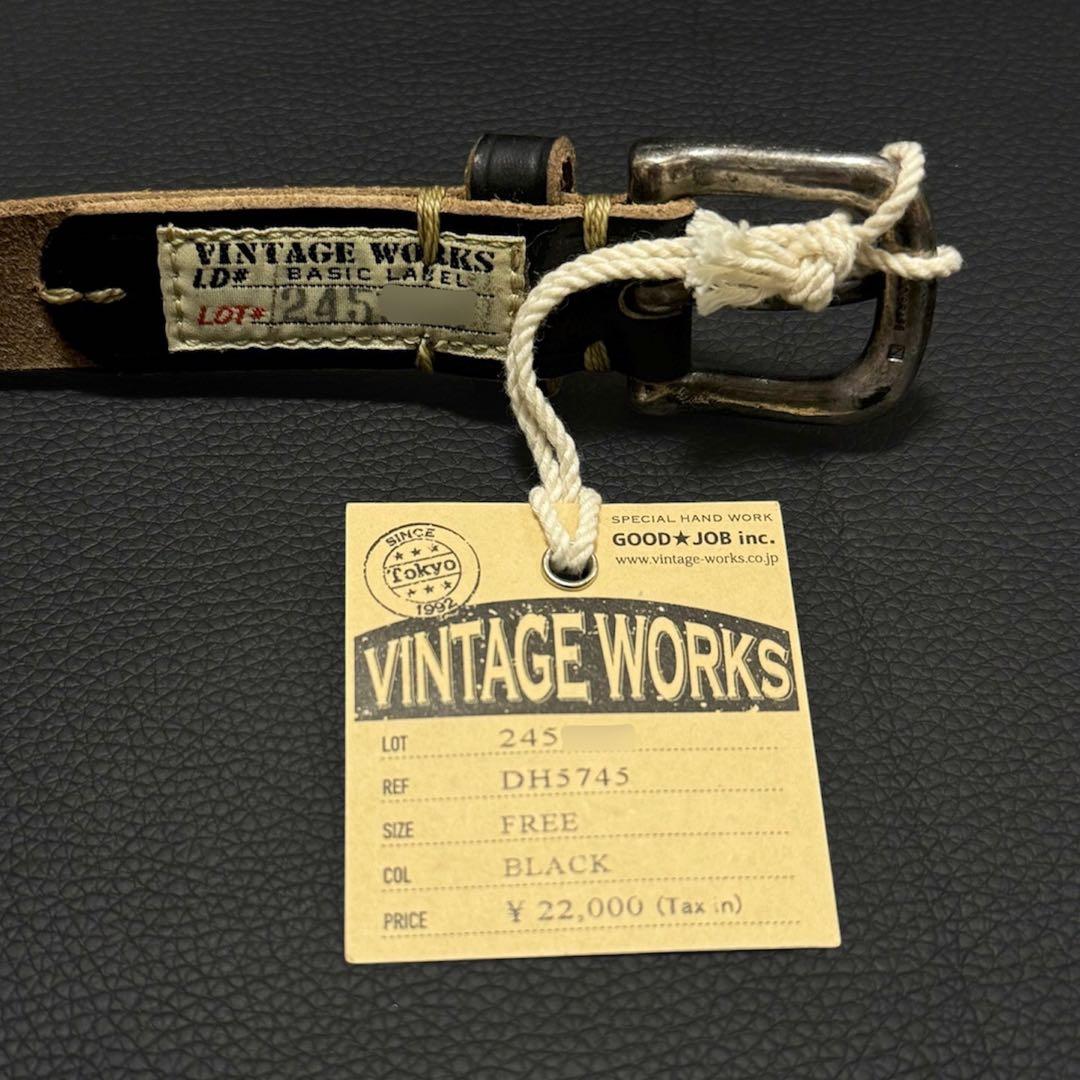 VINTAGE WORKS
I.D# BASIC LABEL
LOT# 245
SPECIAL HAND WORK
GOOD★JOB inc.
www.vintage-works.co.jp
SINCE
Tokyo
1992
VINTAGE WORKS
LOT 245
REF DH5745
SIZE FREE
COL BLACK
PRICE ¥ 22,000 (Tax in)